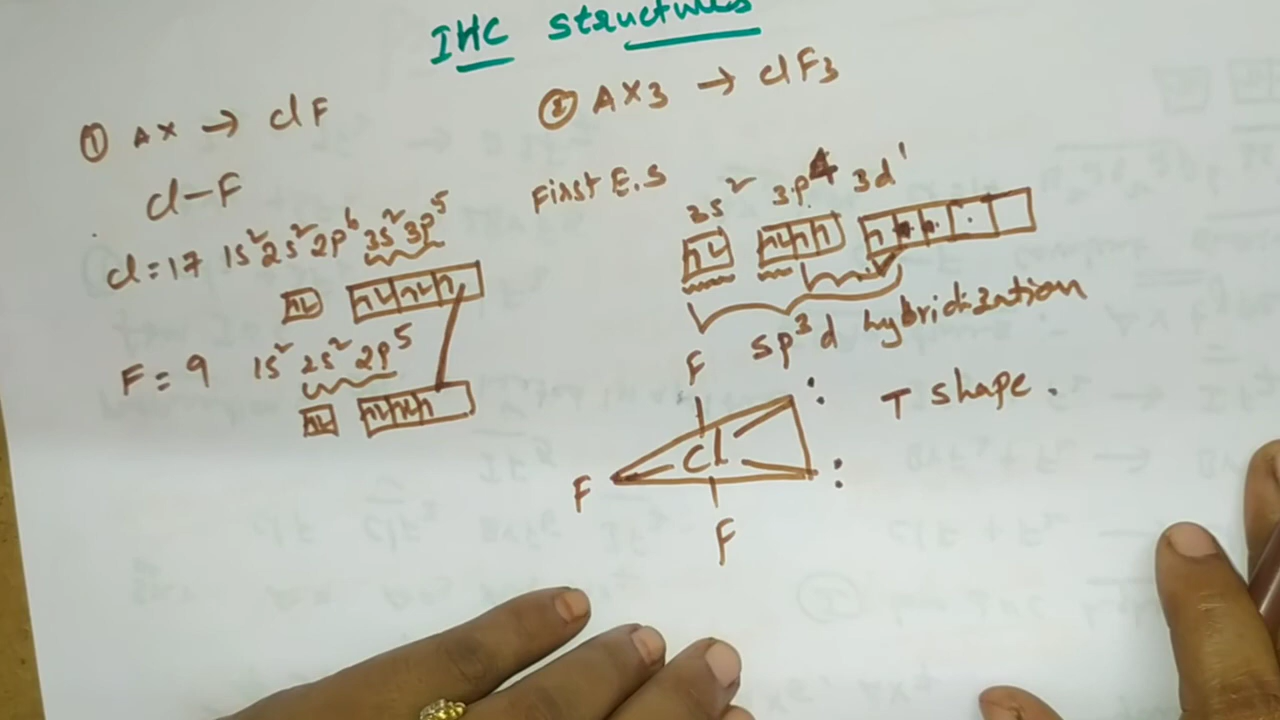 IHC structures
① AX → ClF
Cl-F
Cl = 17 1s² 2s² 2p⁶ 3s² 3p⁵
F = 9 1s² 2s² 2p⁵
② AX₃ → ClF₃
First E.S
3s² 3p⁴ 3d¹
sp³d hybridization
T shape.
F
Cl :
F :
F